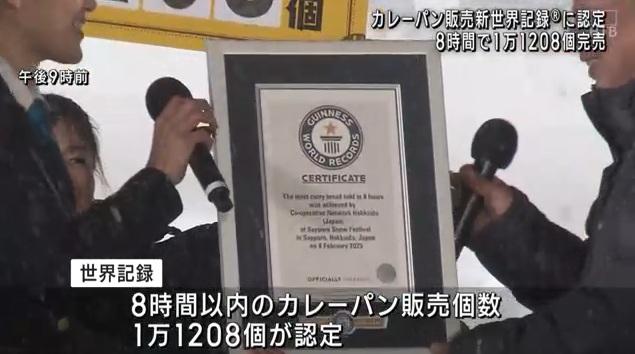 カレーパン販売新世界記録®に認定
8時間で1万1208個完売
午後9時前
GUINNESS
WORLD RECORDS
CERTIFICATE
The most curry bread sold in 8 hours
was achieved by
Co-operative Network Hokkaido
(Japan)
at Sapporo Snow Festival
in Sapporo, Hokkaido, Japan
on 8 February 2025
OFFICIALLY
世界記録
8時間以内のカレーパン販売個数
1万1208個が認定